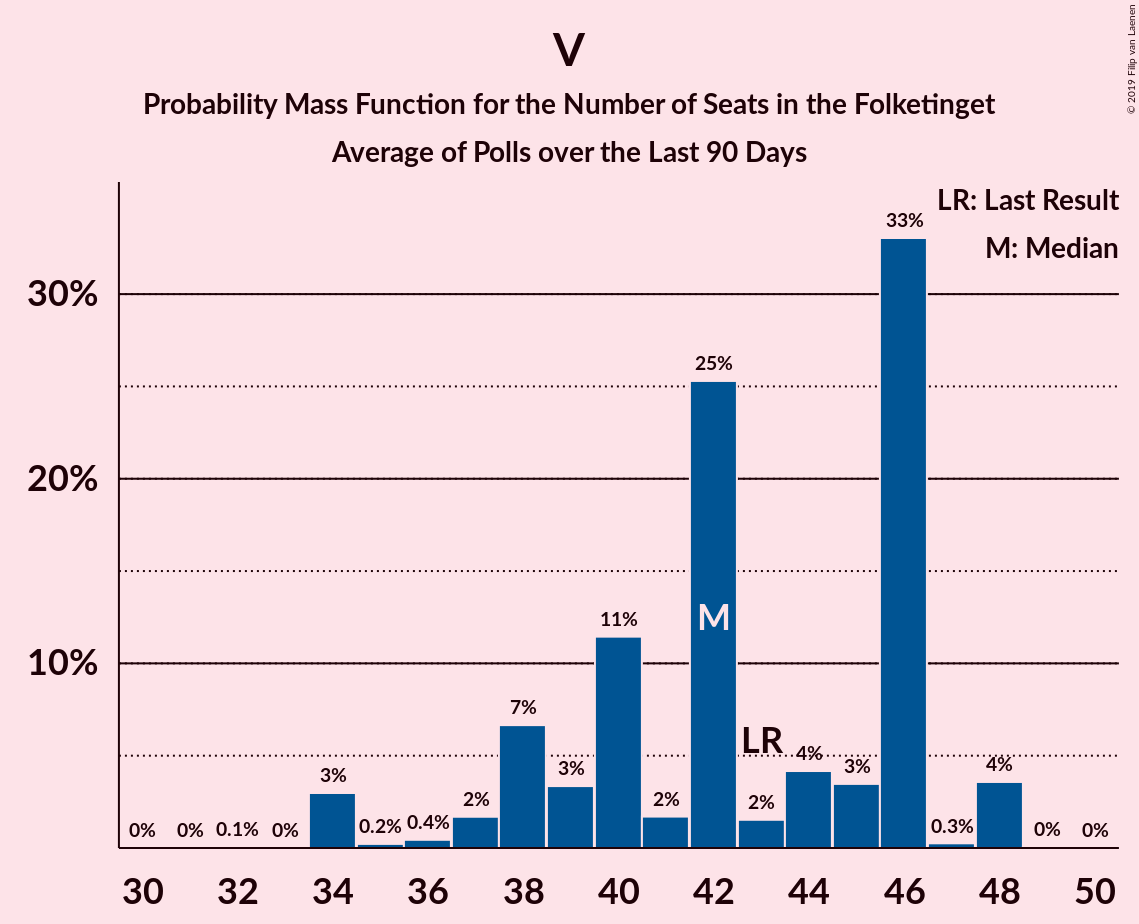 V
Probability Mass Function for the Number of Seats in the Folketinget
Average of Polls over the Last 90 Days
© 2019 Filip van Laenen
LR: Last Result
M: Median
30%
20%
10%
0% 0% 0.1% 0% 3% 0.2% 0.4% 2% 7% 3% 11% 2% 25% 2% 4% 3% 33% 0.3% 4% 0% 0%
M
LR
30 32 34 36 38 40 42 44 46 48 50